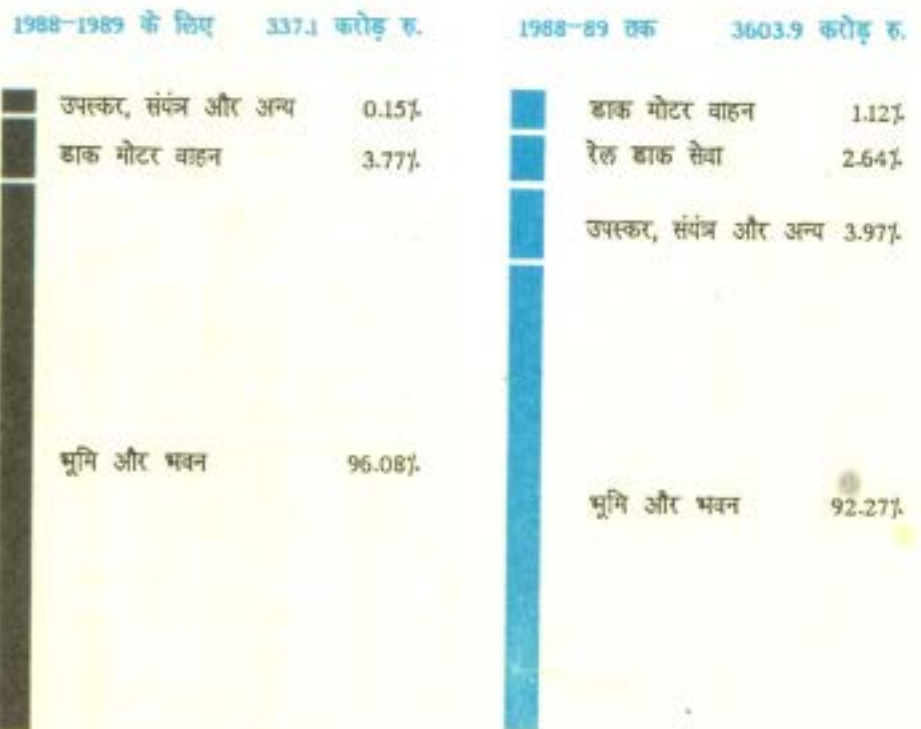 1988-1989 के लिए 337.1 करोड़ रु.
उपस्कर, संयंत्र और अन्य 0.15%
डाक मोटर वाहन 3.77%
भूमि और भवन 96.08%
1988-89 तक 3603.9 करोड़ रु.
डाक मोटर वाहन 1.12%
रेल डाक सेवा 2.64%
उपस्कर, संयंत्र और अन्य 3.97%
भूमि और भवन 92.27%